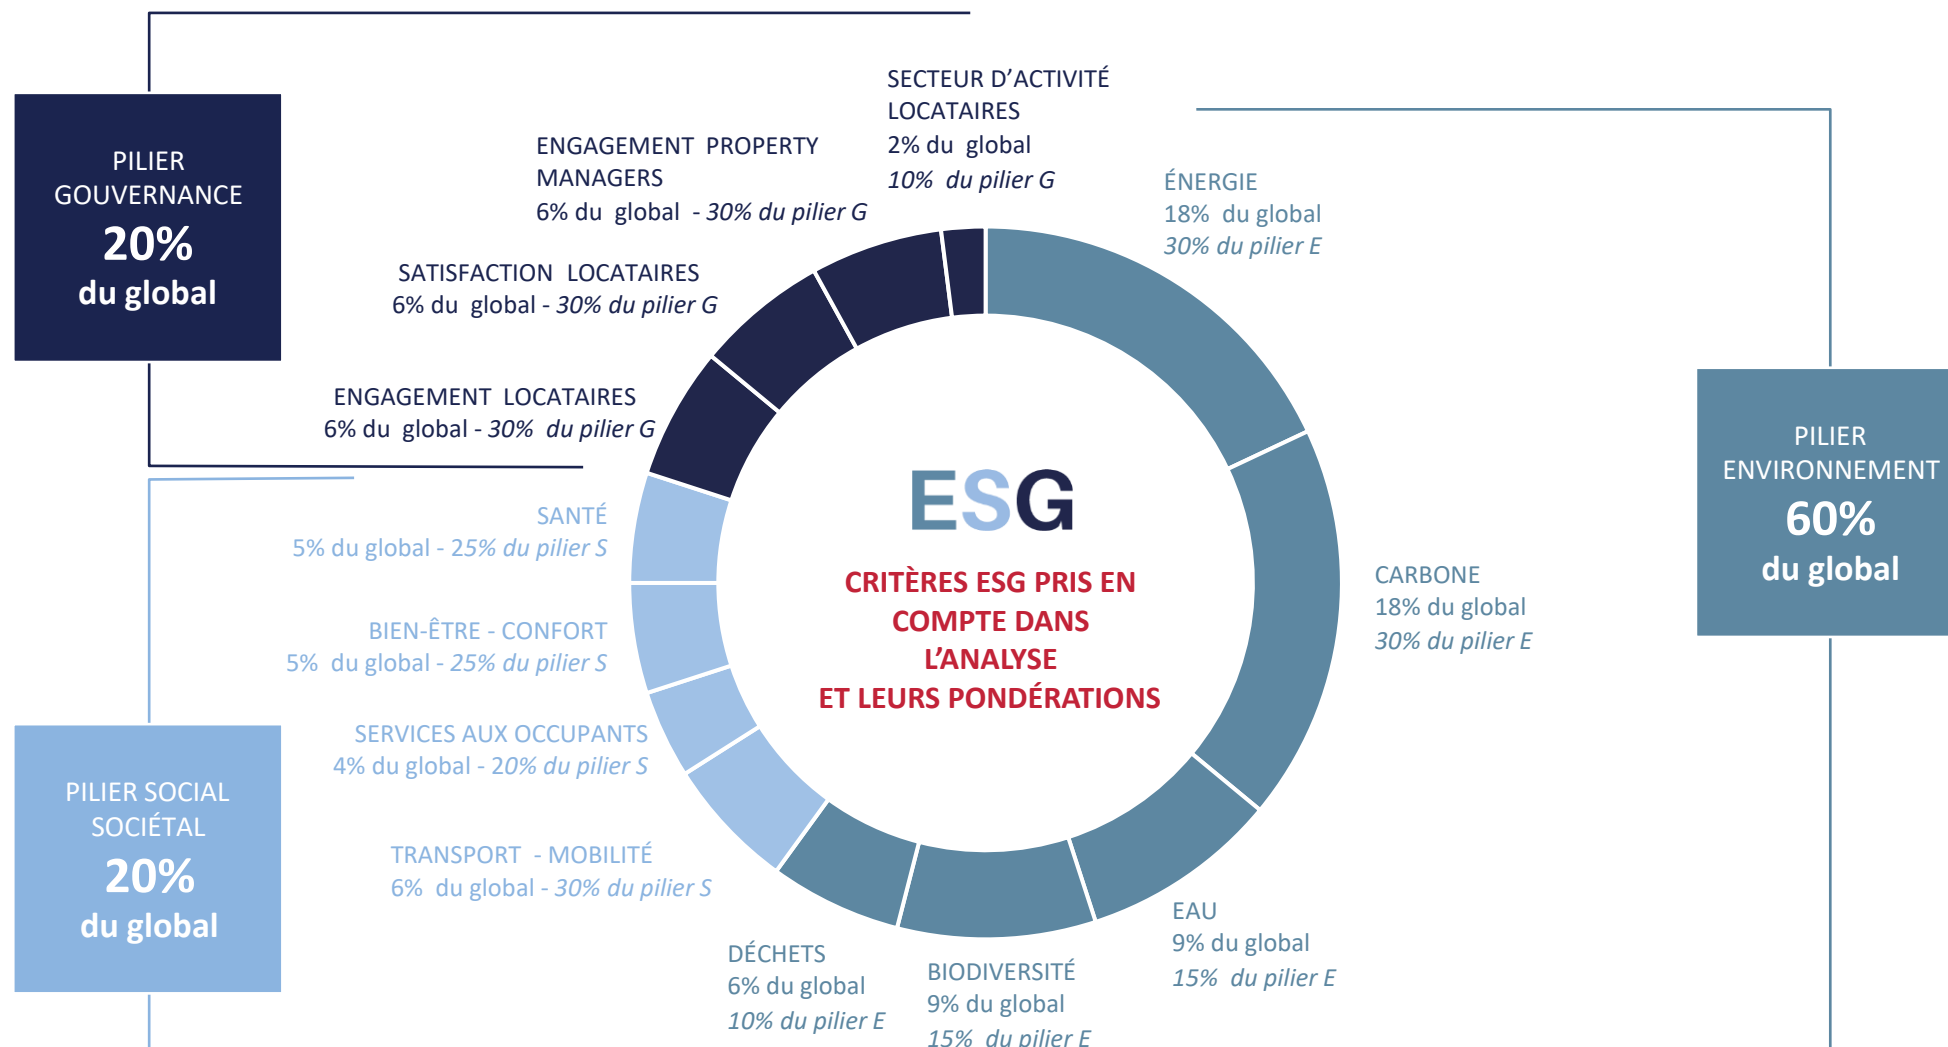 PILIER
GOUVERNANCE
20%
du global
SECTEUR D'ACTIVITÉ
LOCATAIRES
2% du global
10% du pilier G
ENGAGEMENT PROPERTY
MANAGERS
6% du global - 30% du pilier G
SATISFACTION LOCATAIRES
6% du global - 30% du pilier G
ENGAGEMENT LOCATAIRES
6% du global - 30% du pilier G
ÉNERGIE
18% du global
30% du pilier E
PILIER
ENVIRONNEMENT
60%
du global
ESG
CRITÈRES ESG PRIS EN
COMPTE DANS
L'ANALYSE
ET LEURS PONDÉRATIONS
CARBONE
18% du global
30% du pilier E
SANTÉ
5% du global - 25% du pilier S
BIEN-ÊTRE - CONFORT
5% du global - 25% du pilier S
SERVICES AUX OCCUPANTS
4% du global - 20% du pilier S
TRANSPORT - MOBILITÉ
6% du global - 30% du pilier S
PILIER SOCIAL
SOCIÉTAL
20%
du global
DÉCHETS
6% du global
10% du pilier E
BIODIVERSITÉ
9% du global
15% du pilier E
EAU
9% du global
15% du pilier E